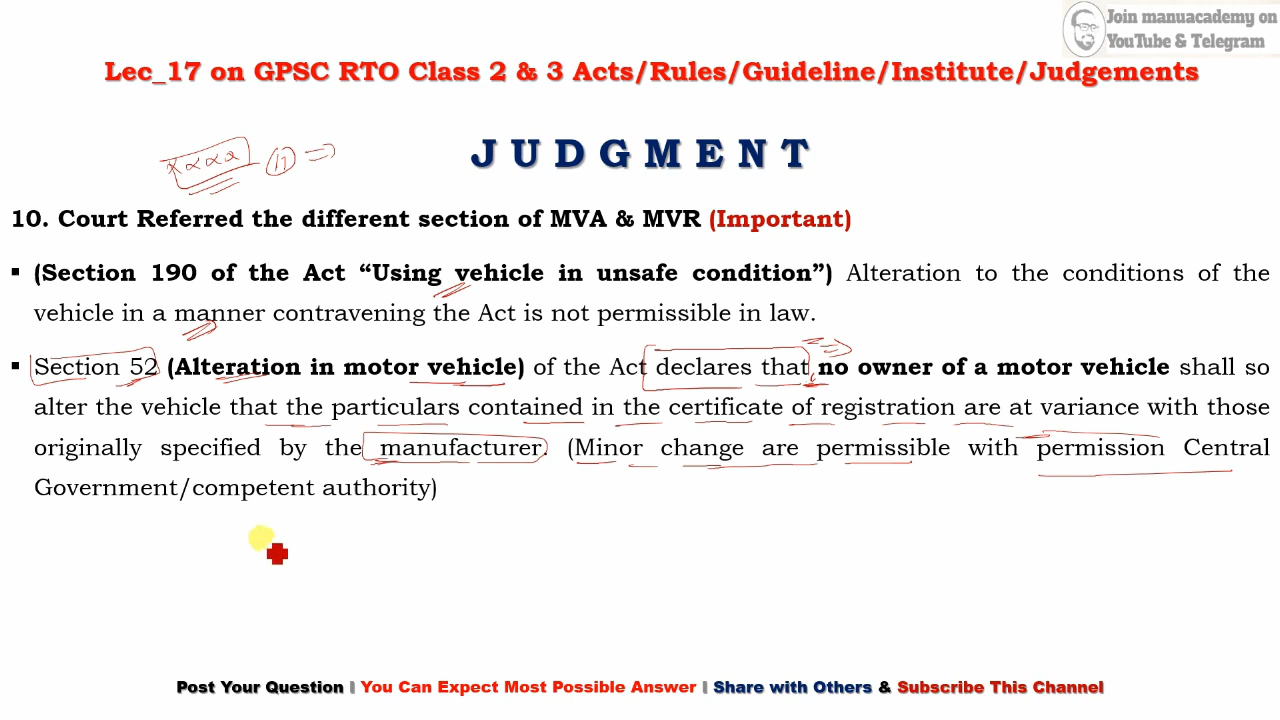 Join manuacademy on
YouTube & Telegram
Lec_17 on GPSC RTO Class 2 & 3 Acts/Rules/Guideline/Institute/Judgements
JUDGMENT
17
10. Court Referred the different section of MVA & MVR (Important)
▪ (Section 190 of the Act “Using vehicle in unsafe condition”) Alteration to the conditions of the
vehicle in a manner contravening the Act is not permissible in law.
▪ Section 52 (Alteration in motor vehicle) of the Act declares that no owner of a motor vehicle shall so
alter the vehicle that the particulars contained in the certificate of registration are at variance with those
originally specified by the manufacturer. (Minor change are permissible with permission Central
Government/competent authority)
Post Your Question | You Can Expect Most Possible Answer | Share with Others & Subscribe This Channel